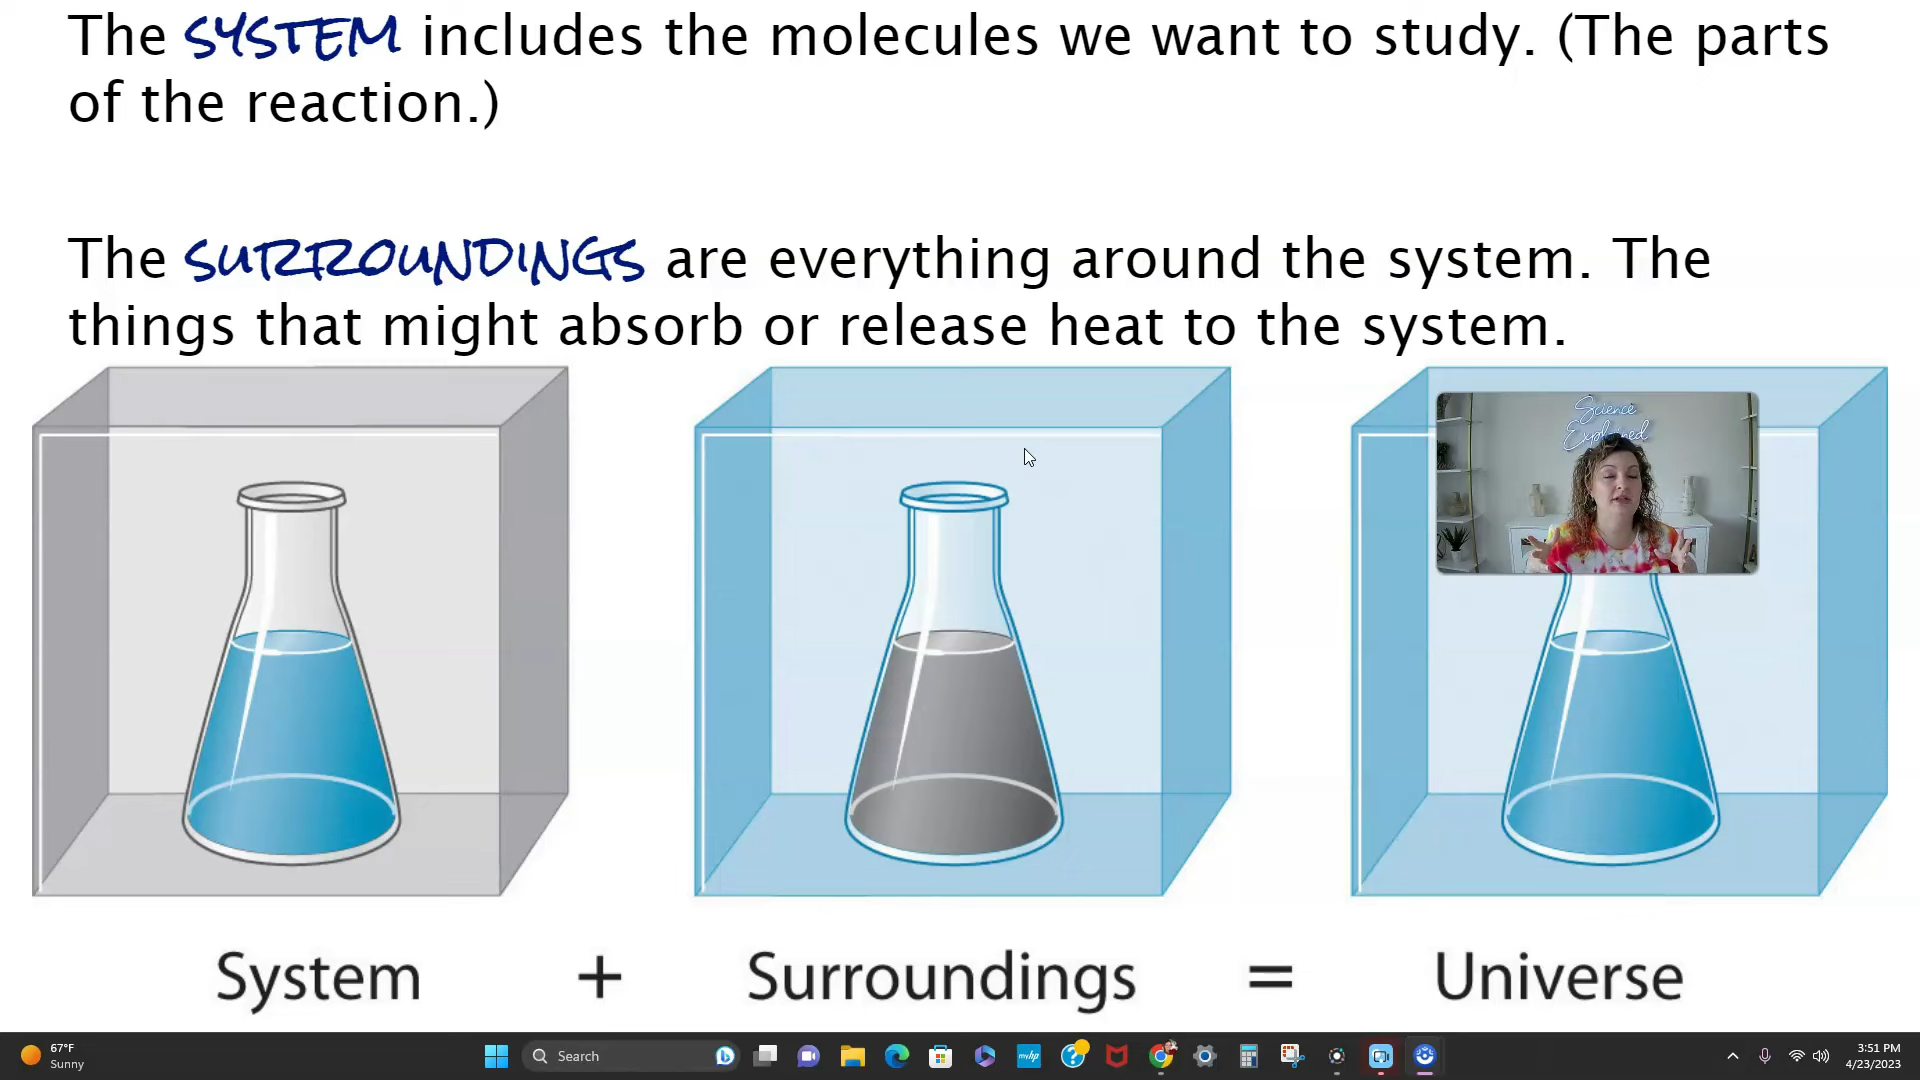 The SYSTEM includes the molecules we want to study. (The parts
of the reaction.)
The SURROUNDINGS are everything around the system. The
things that might absorb or release heat to the system.
Science
Explained
System + Surroundings = Universe
67°F
Sunny
Search
myhp
3:51 PM
4/23/2023